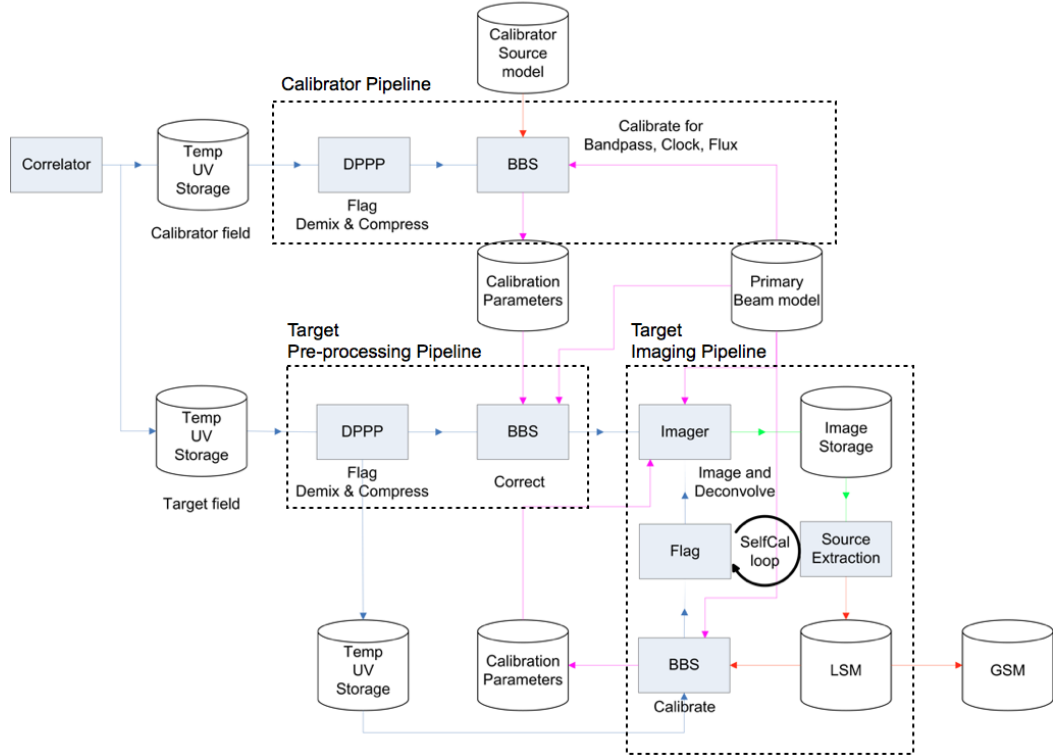 Calibrator
Source
model
Calibrator Pipeline
Correlator
Temp
UV
Storage
Calibrator field
DPPP
Flag
Demix & Compress
BBS
Calibrate for
Bandpass, Clock, Flux
Calibration
Parameters
Primary
Beam model
Target
Pre-processing Pipeline
Target
Imaging Pipeline
Temp
UV
Storage
Target field
DPPP
Flag
Demix & Compress
BBS
Correct
Imager
Image and
Deconvolve
Image
Storage
Flag
SelfCal
loop
Source
Extraction
Temp
UV
Storage
Calibration
Parameters
BBS
Calibrate
LSM
GSM